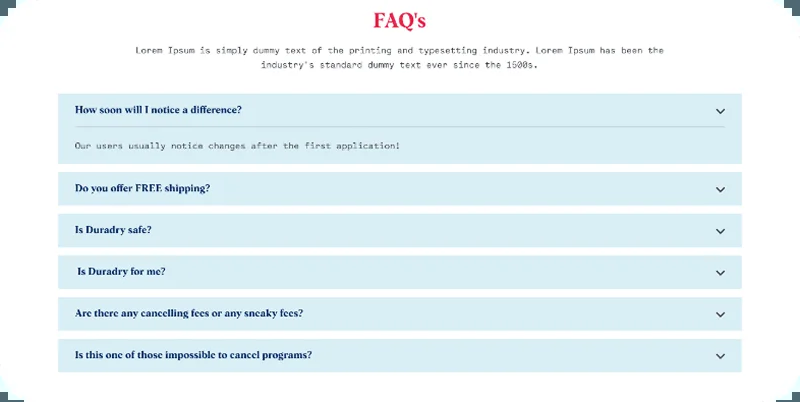 FAQ's
Lorem Ipsum is simply dummy text of the printing and typesetting industry. Lorem Ipsum has been the
industry's standard dummy text ever since the 1500s.
How soon will I notice a difference?
Our users usually notice changes after the first application!
Do you offer FREE shipping?
Is Duradry safe?
Is Duradry for me?
Are there any cancelling fees or any sneaky fees?
Is this one of those impossible to cancel programs?